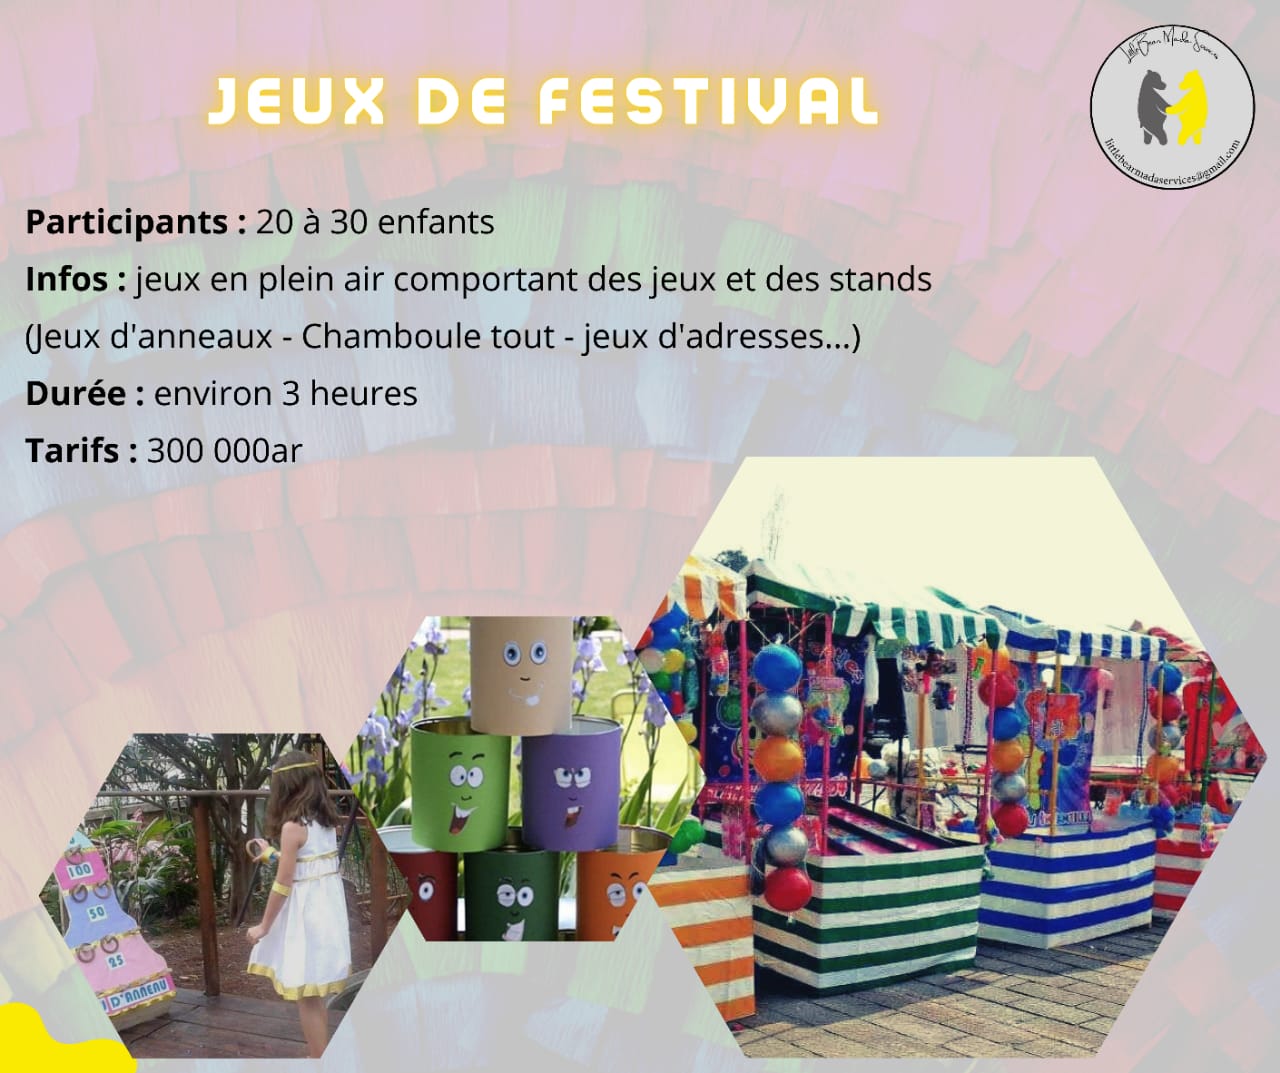 JEUX DE FESTIVAL
Little Bear Mada Services
littlebearmadaservices@gmail.com
Participants : 20 à 30 enfants
Infos : jeux en plein air comportant des jeux et des stands
(Jeux d'anneaux - Chamboule tout - jeux d'adresses...)
Durée : environ 3 heures
Tarifs : 300 000ar
100
50
25
D'ANNEAU